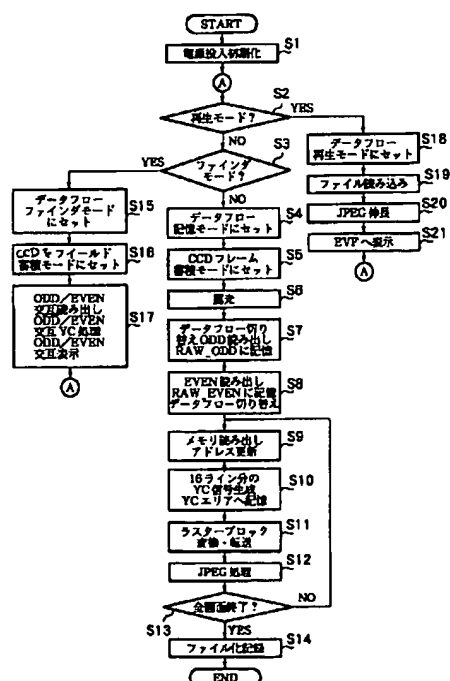 START
S1
電源投入初期化
A
S2
再生モード?
YES
NO
S3
YES
ファインダ
モード?
NO
S18
データフロー
再生モードにセット
S19
ファイル読み込み
S20
JPEG 伸長
S21
EVFへ表示
A
S15
データフロー
ファインダモード
にセット
S16
CCDをフィールド
蓄積モードにセット
S17
ODD/EVEN
交互読み出し
ODD/EVEN
交互 YC 処理
ODD/EVEN
交互表示
A
S4
データフロー
記憶モードにセット
S5
CCDフレーム
蓄積モードにセット
S6
露光
S7
データフロー切り
替えODD読み出し
RAW_ODDに記憶
S8
EVEN読み出し
RAW_EVENに記憶
データフロー切り替え
S9
メモリ読み出し
アドレス更新
S10
16ライン分の
YC信号生成
YCエリアへ記憶
S11
ラスターブロック
変換・転送
S12
JPEG 処理
NO
全画面終了?
S13
YES
S14
ファイル化記録
END